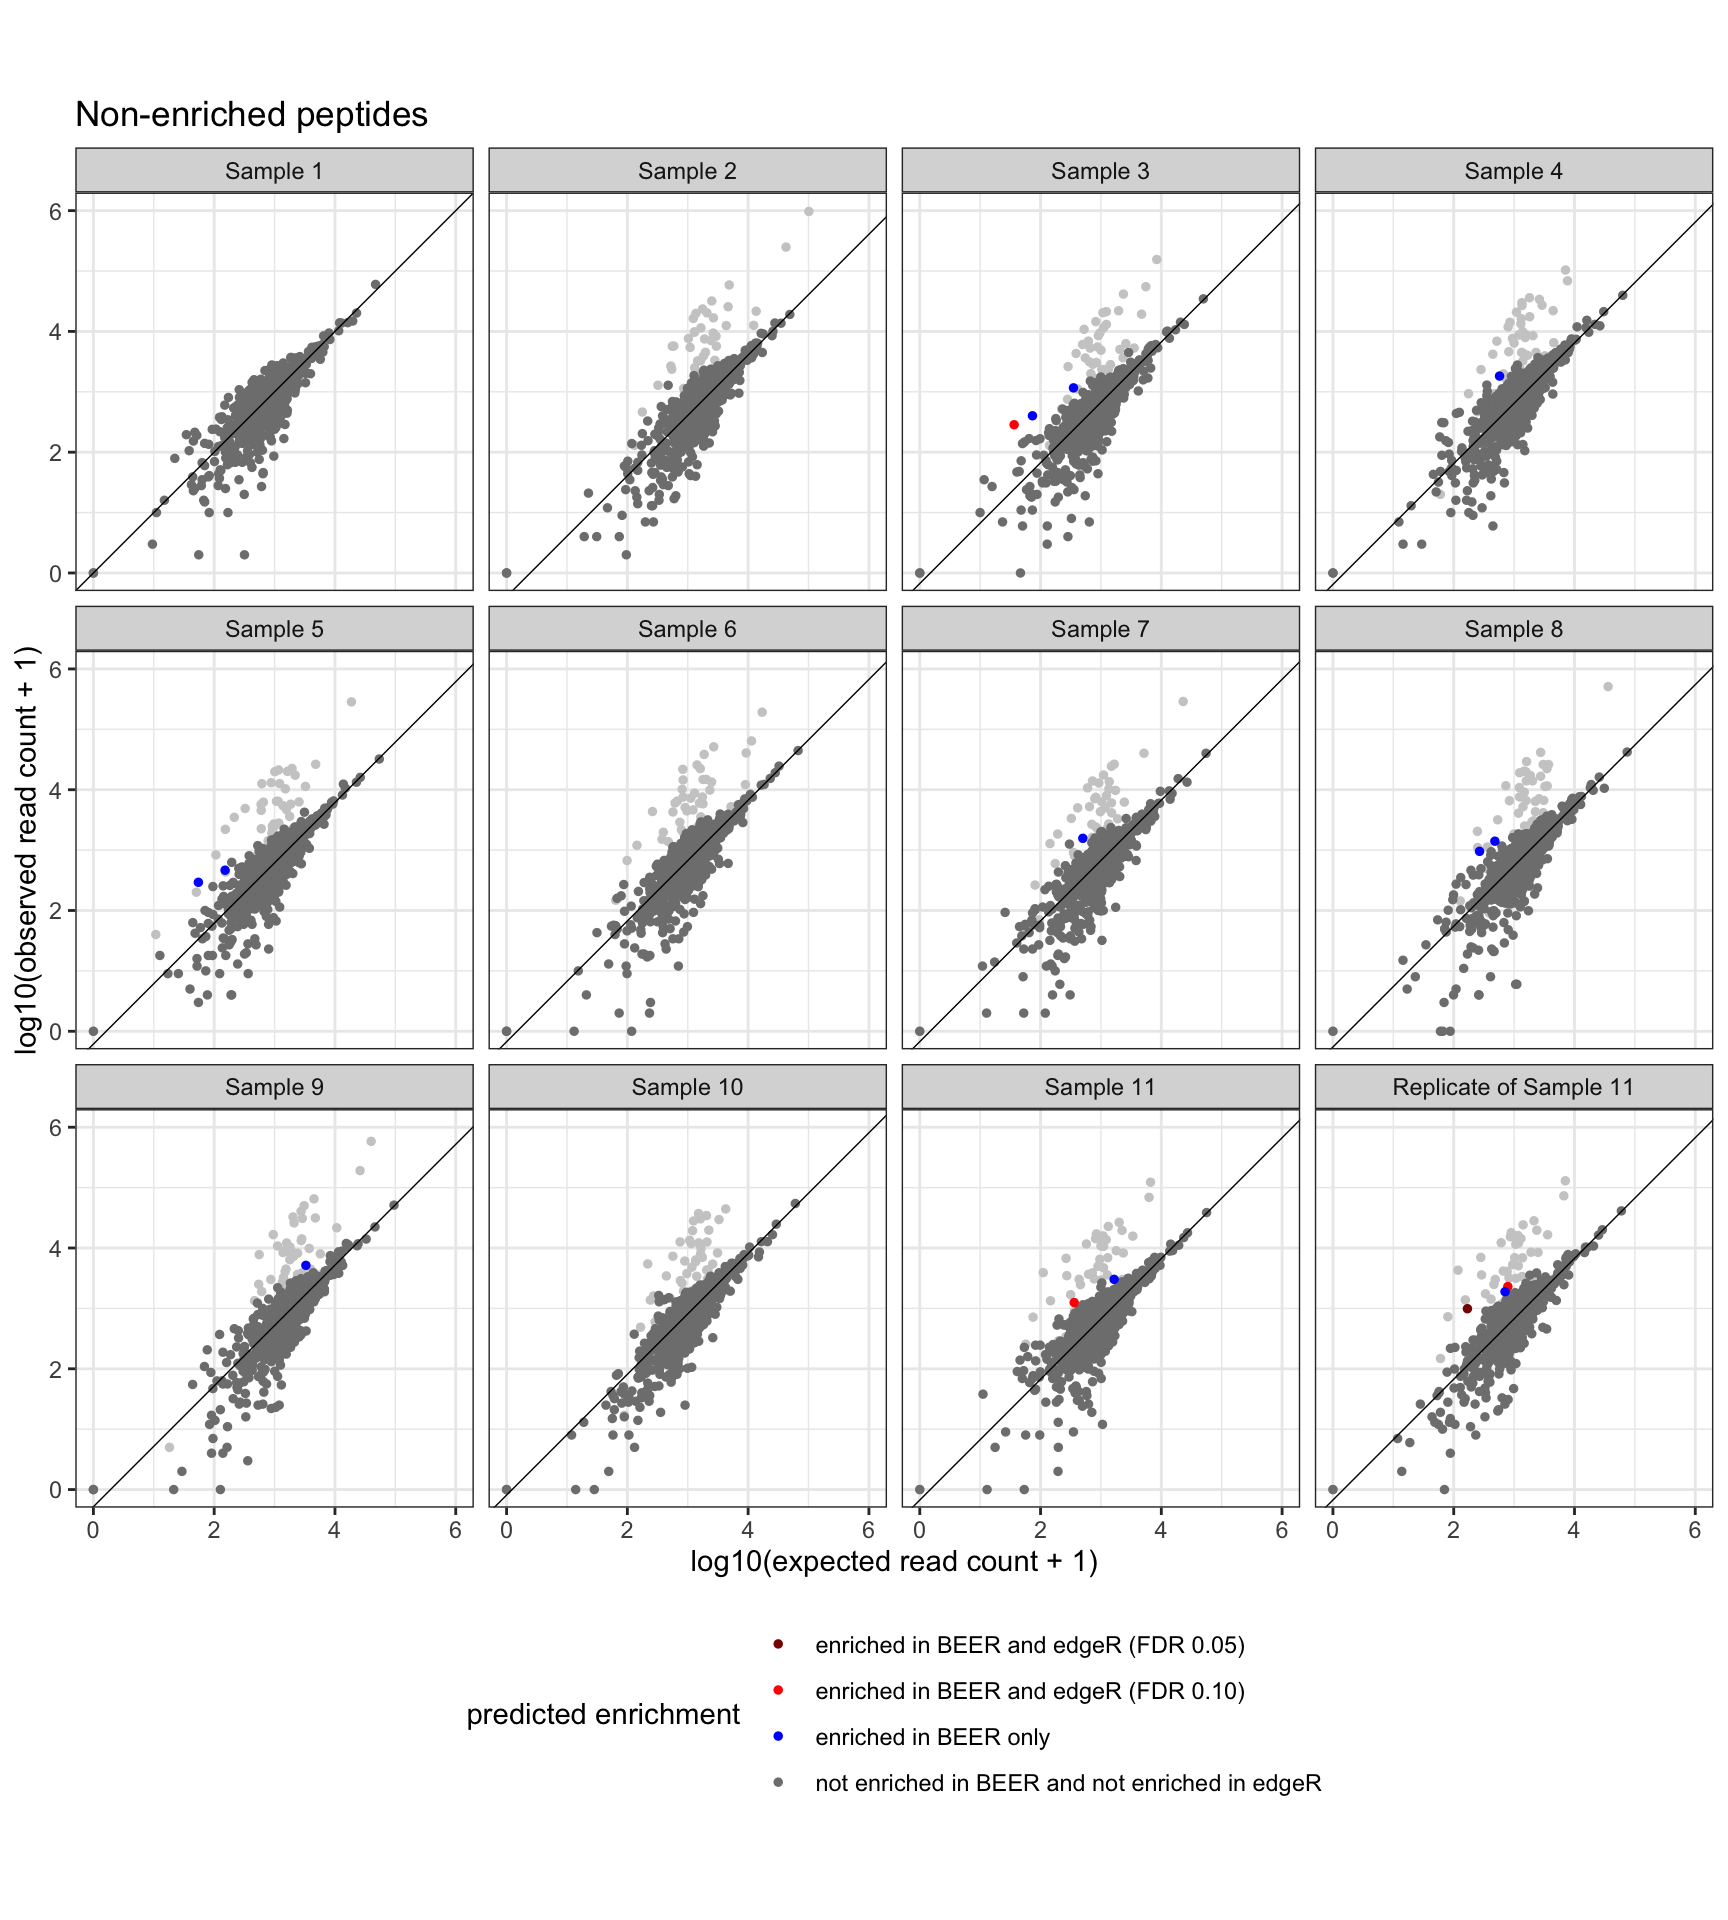 Non-enriched peptides
Sample 1
Sample 2
Sample 3
Sample 4
6
4
2
0
Sample 5
Sample 6
Sample 7
Sample 8
6
4
2
0
log10(observed read count + 1)
Sample 9
Sample 10
Sample 11
Replicate of Sample 11
6
4
2
0
0 2 4 6 0 2 4 6 0 2 4 6 0 2 4 6
log10(expected read count + 1)
predicted enrichment
enriched in BEER and edgeR (FDR 0.05)
enriched in BEER and edgeR (FDR 0.10)
enriched in BEER only
not enriched in BEER and not enriched in edgeR